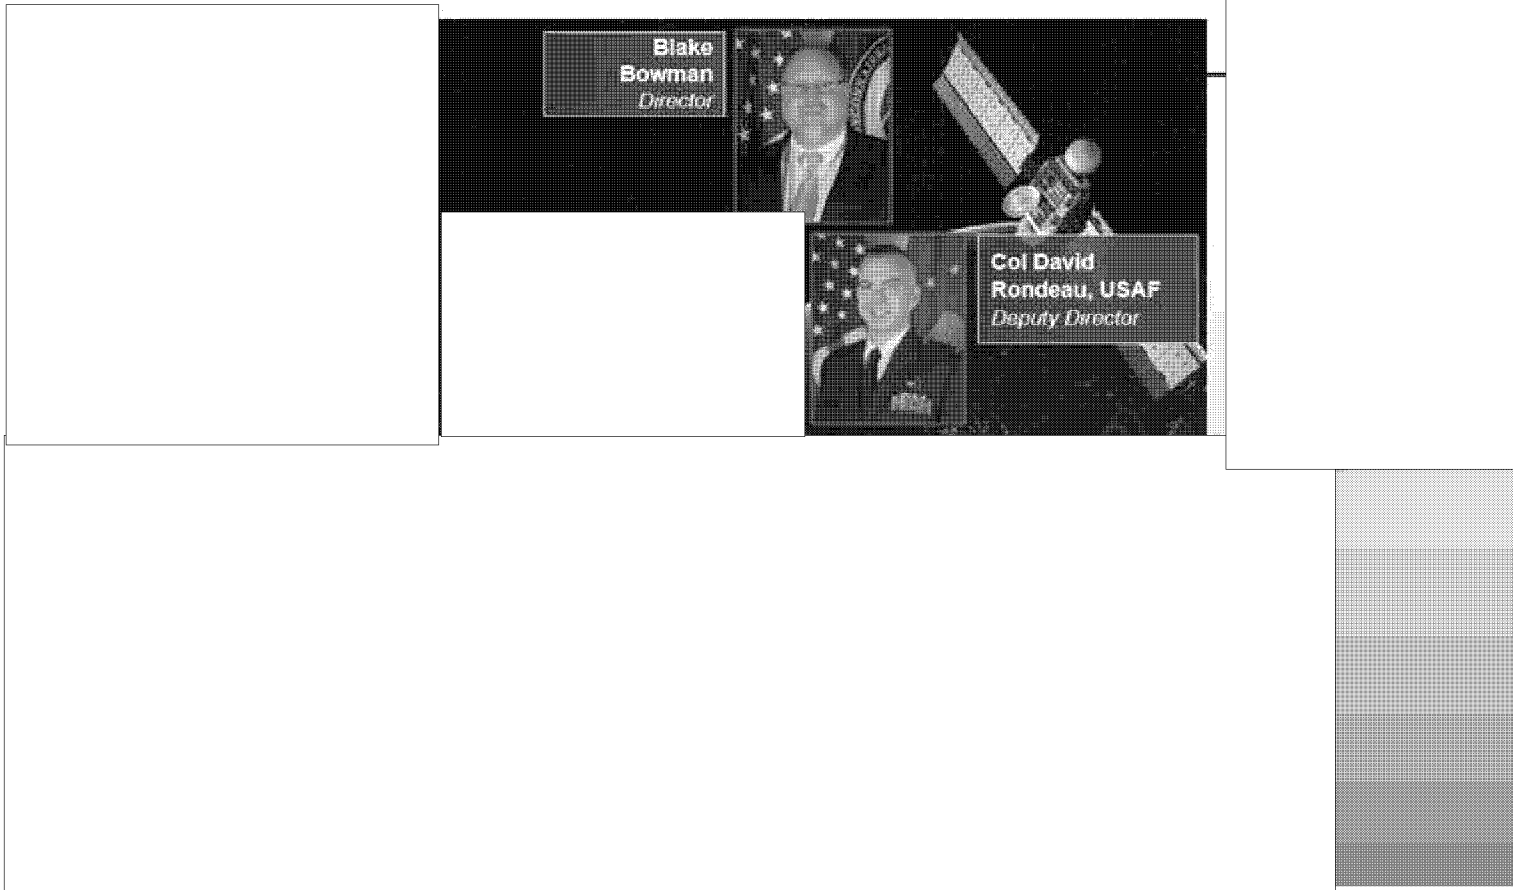 Blake
Bowman
Director
Col David
Rondeau, USAF
Deputy Director